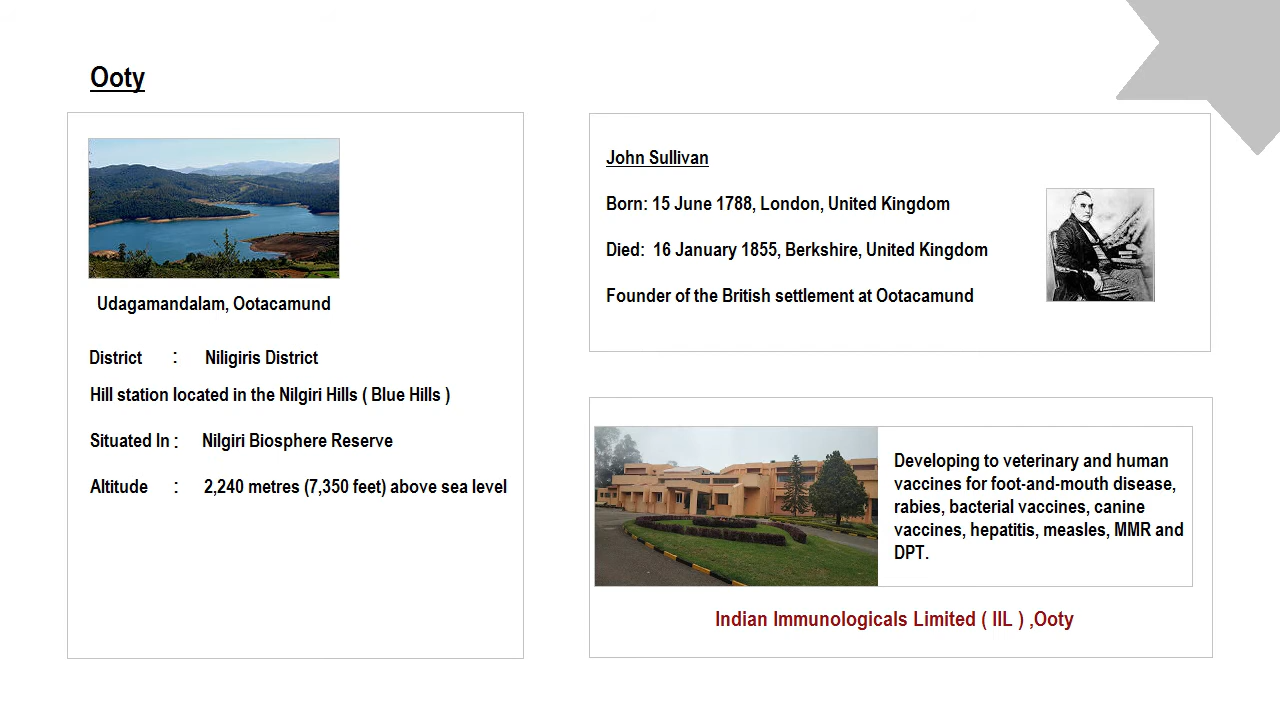 Ooty
Udagamandalam, Ootacamund
District : Niligiris District
Hill station located in the Nilgiri Hills ( Blue Hills )
Situated In : Nilgiri Biosphere Reserve
Altitude : 2,240 metres (7,350 feet) above sea level
John Sullivan
Born: 15 June 1788, London, United Kingdom
Died: 16 January 1855, Berkshire, United Kingdom
Founder of the British settlement at Ootacamund
Developing to veterinary and human
vaccines for foot-and-mouth disease,
rabies, bacterial vaccines, canine
vaccines, hepatitis, measles, MMR and
DPT.
Indian Immunologicals Limited ( IIL ) ,Ooty